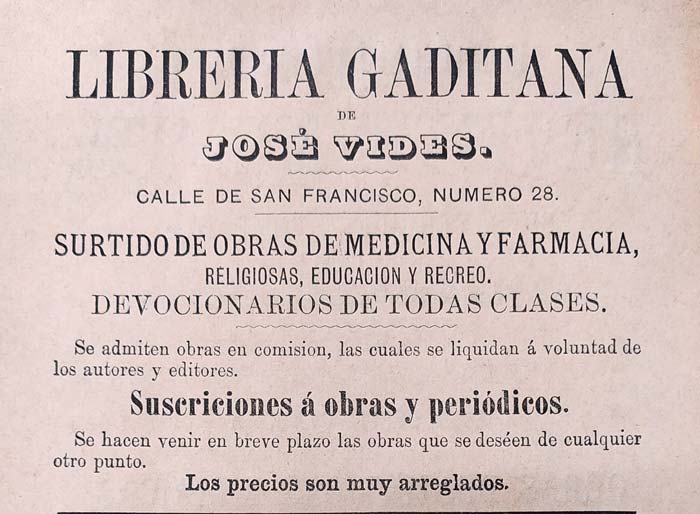 LIBRERIA GADITANA
DE
JOSÉ VIDES.
CALLE DE SAN FRANCISCO, NUMERO 28.
SURTIDO DE OBRAS DE MEDICINA Y FARMACIA,
RELIGIOSAS, EDUCACION Y RECREO.
DEVOCIONARIOS DE TODAS CLASES.
Se admiten obras en comision, las cuales se liquidan á voluntad de
los autores y editores.
Suscriciones á obras y periódicos.
Se hacen venir en breve plazo las obras que se deséen de cualquier
otro punto.
Los precios son muy arreglados.